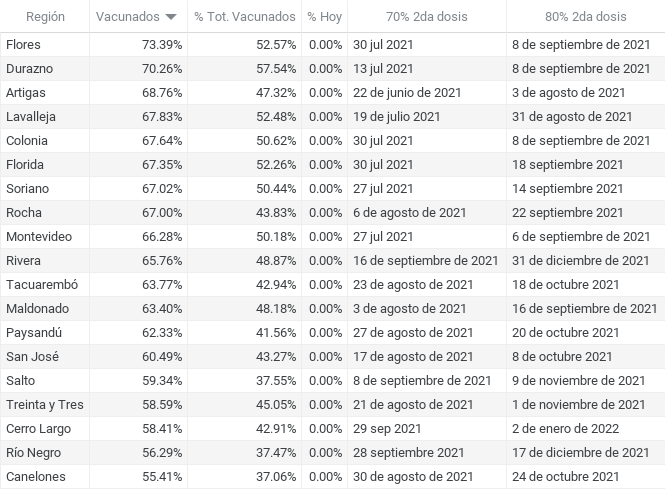 Región Vacunados % Tot. Vacunados % Hoy 70% 2da dosis 80% 2da dosis
Flores 73.39% 52.57% 0.00% 30 jul 2021 8 de septiembre de 2021
Durazno 70.26% 57.54% 0.00% 13 jul 2021 8 de septiembre de 2021
Artigas 68.76% 47.32% 0.00% 22 de junio de 2021 3 de agosto de 2021
Lavalleja 67.83% 52.48% 0.00% 19 de julio 2021 31 de agosto de 2021
Colonia 67.64% 50.62% 0.00% 30 jul 2021 8 de septiembre de 2021
Florida 67.35% 52.26% 0.00% 30 jul 2021 18 septiembre 2021
Soriano 67.02% 50.44% 0.00% 27 jul 2021 14 septiembre 2021
Rocha 67.00% 43.83% 0.00% 6 de agosto de 2021 22 septiembre 2021
Montevideo 66.28% 50.18% 0.00% 27 jul 2021 6 de septiembre de 2021
Rivera 65.76% 48.87% 0.00% 16 de septiembre de 2021 31 de diciembre de 2021
Tacuarembó 63.77% 42.94% 0.00% 23 de agosto de 2021 18 de octubre 2021
Maldonado 63.40% 48.18% 0.00% 3 de agosto de 2021 16 de septiembre de 2021
Paysandú 62.33% 41.56% 0.00% 27 de agosto de 2021 20 de octubre 2021
San José 60.49% 43.27% 0.00% 17 de agosto de 2021 8 de octubre 2021
Salto 59.34% 37.55% 0.00% 8 de septiembre de 2021 9 de noviembre de 2021
Treinta y Tres 58.59% 45.05% 0.00% 21 de agosto de 2021 1 de noviembre de 2021
Cerro Largo 58.41% 42.91% 0.00% 29 sep 2021 2 de enero de 2022
Río Negro 56.29% 37.47% 0.00% 28 septiembre 2021 17 de diciembre de 2021
Canelones 55.41% 37.06% 0.00% 30 de agosto de 2021 24 de octubre 2021